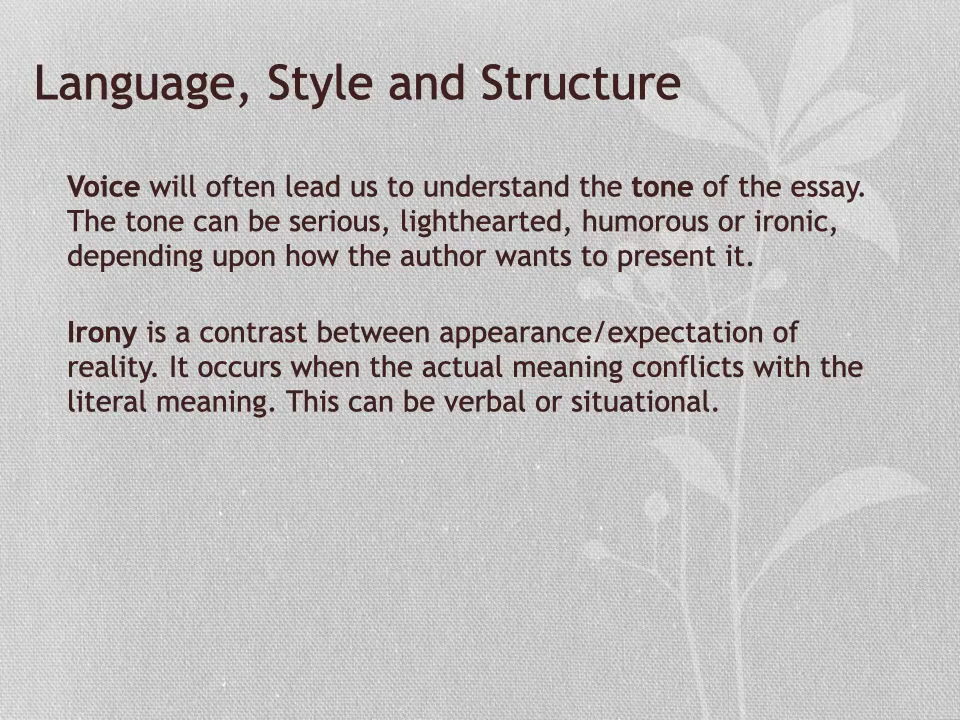 Language, Style and Structure
Voice will often lead us to understand the tone of the essay.
The tone can be serious, lighthearted, humorous or ironic,
depending upon how the author wants to present it.
Irony is a contrast between appearance/expectation of
reality. It occurs when the actual meaning conflicts with the
literal meaning. This can be verbal or situational.